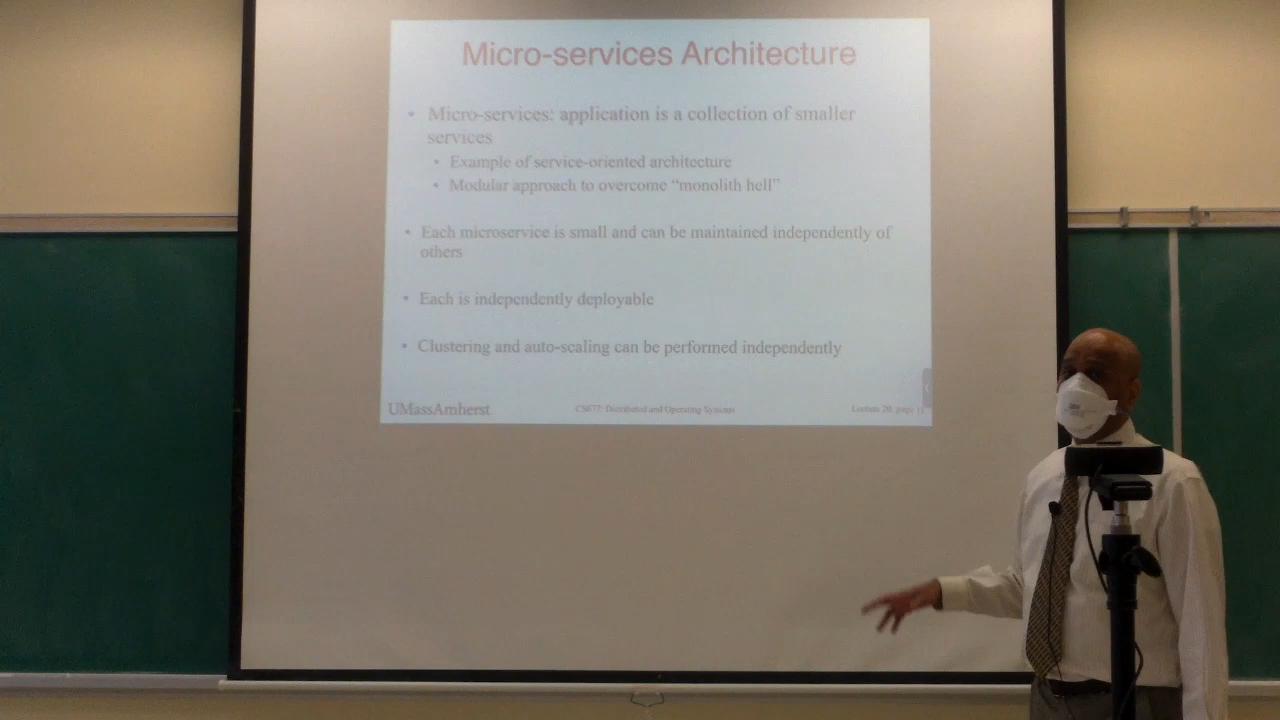 Micro-services Architecture
• Micro-services: application is a collection of smaller
services
• Example of service-oriented architecture
• Modular approach to overcome “monolith hell”
• Each microservice is small and can be maintained independently of
others
• Each is independently deployable
• Clustering and auto-scaling can be performed independently
UMassAmherst
CS677: Distributed and Operating Systems
Lecture 20, page